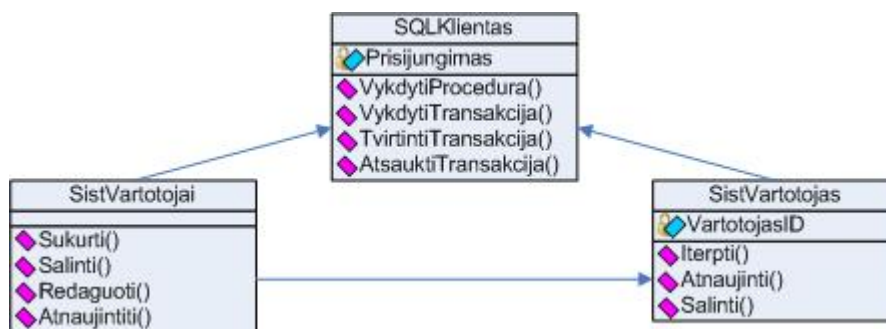 SQLKlientas
Prisijungimas
VykdytiProcedura()
VykdytiTransakcija()
TvirtintiTransakcija()
AtsauktiTransakcija()
SistVartotojai
Sukurti()
Salinti()
Redaguoti()
Atnaujintiti()
SistVartotojas
VartotojasID
Iterpti()
Atnaujinti()
Salinti()